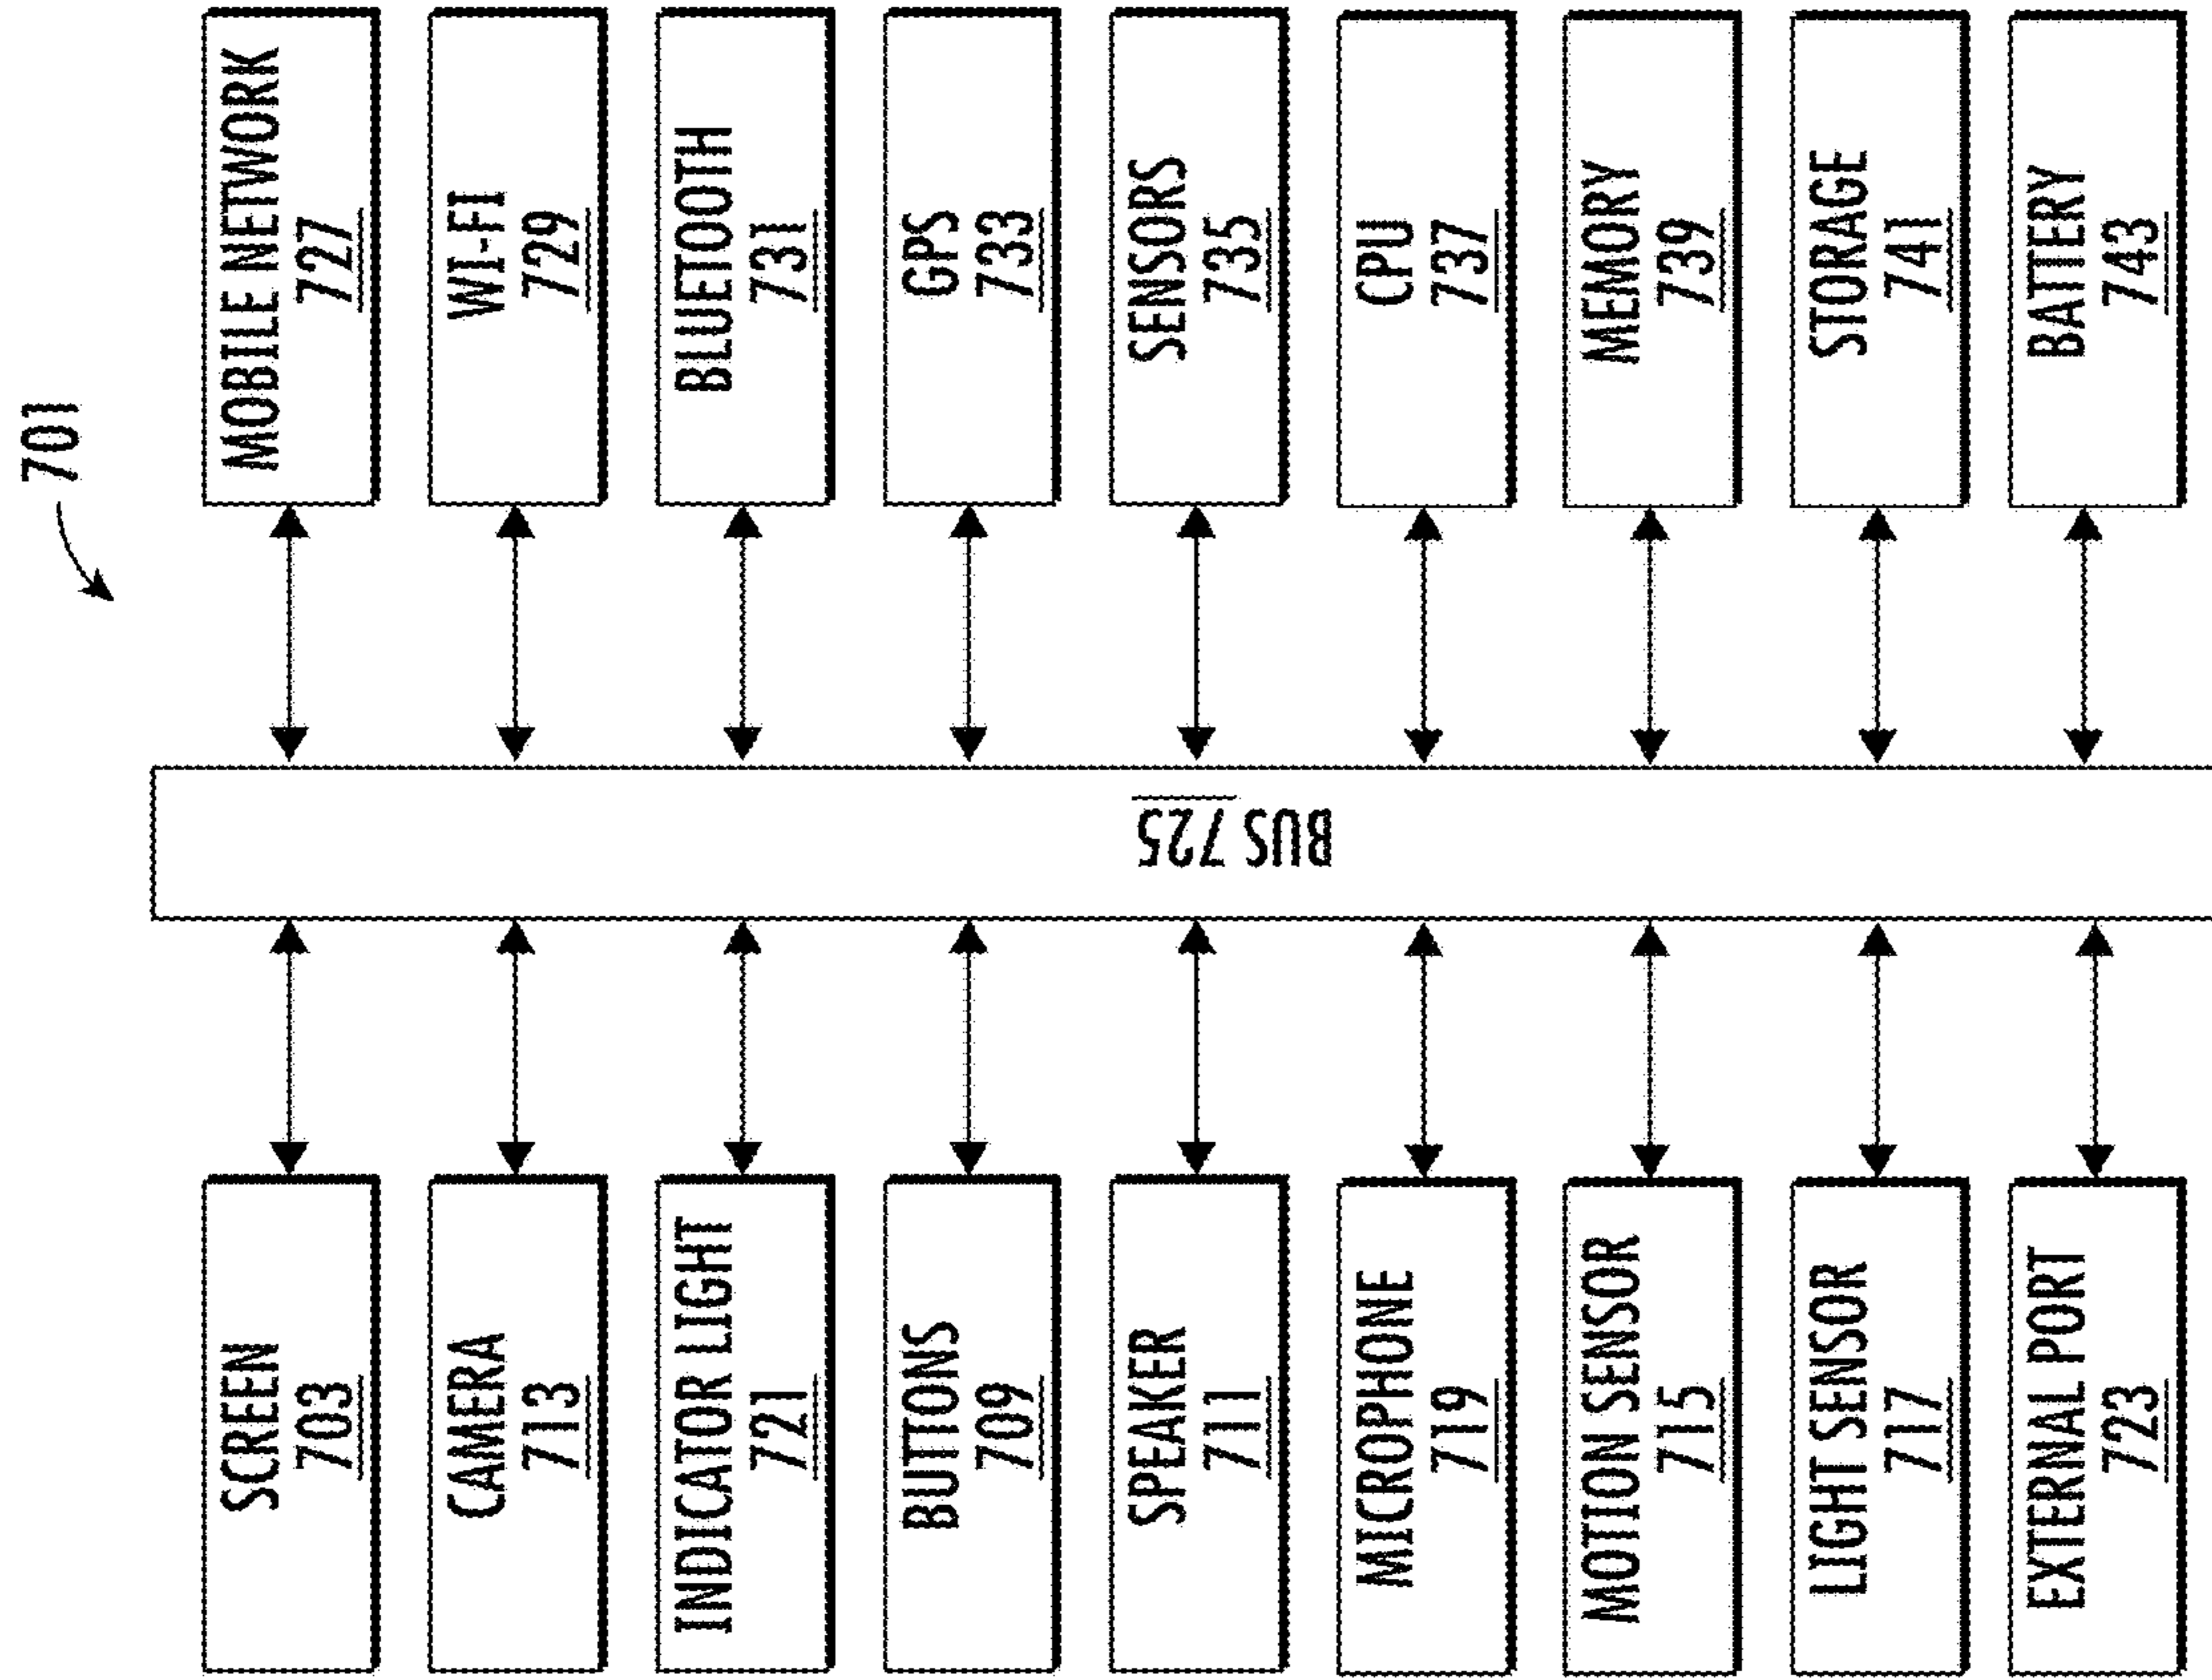 701
SCREEN
703
CAMERA
713
INDICATOR LIGHT
721
BUTTONS
709
SPEAKER
711
MICROPHONE
719
MOTION SENSOR
715
LIGHT SENSOR
717
EXTERNAL PORT
723
BUS 725
MOBILE NETWORK
727
WI-FI
729
BLUETOOTH
731
GPS
733
SENSORS
735
CPU
737
MEMORY
739
STORAGE
741
BATTERY
743